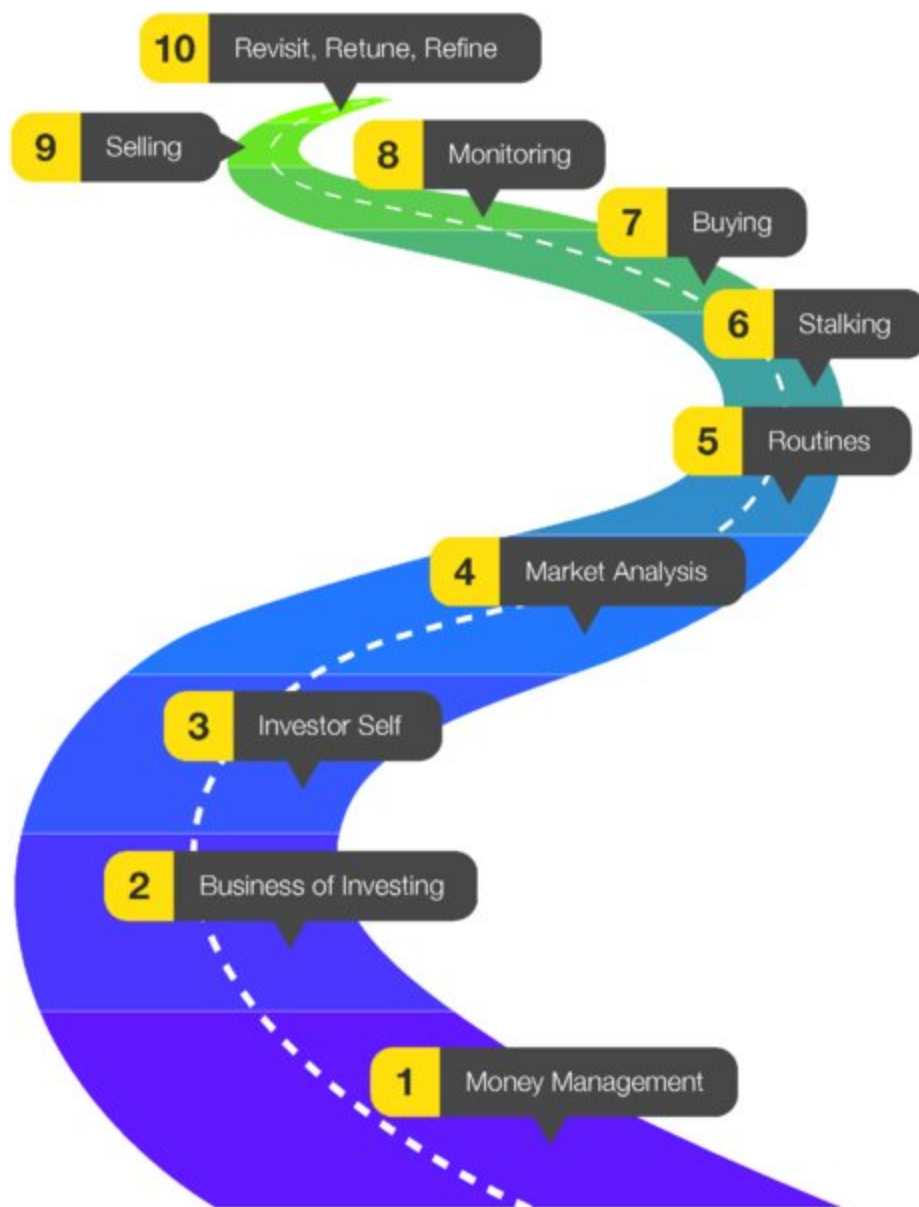 10 Revisit, Retune, Refine
9 Selling
8 Monitoring
7 Buying
6 Stalking
5 Routines
4 Market Analysis
3 Investor Self
2 Business of Investing
1 Money Management